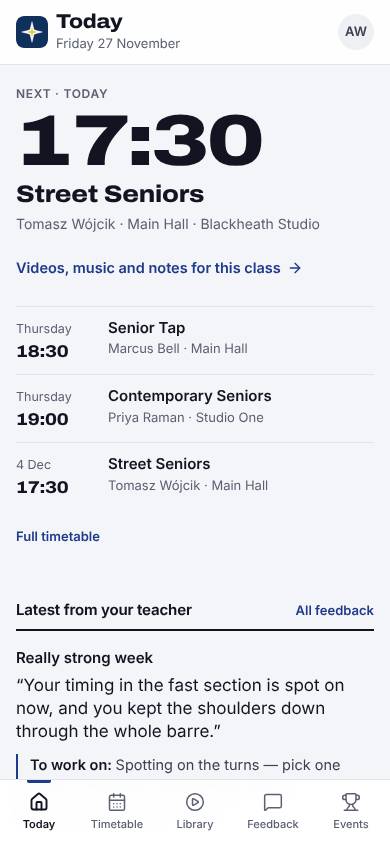 Today
Friday 27 November
AW
NEXT · TODAY
17:30
Street Seniors
Tomasz Wójcik · Main Hall · Blackheath Studio
Videos, music and notes for this class →
Thursday
18:30
Senior Tap
Marcus Bell · Main Hall
Thursday
19:00
Contemporary Seniors
Priya Raman · Studio One
4 Dec
17:30
Street Seniors
Tomasz Wójcik · Main Hall
Full timetable
Latest from your teacher
All feedback
Really strong week
“Your timing in the fast section is spot on
now, and you kept the shoulders down
through the whole barre.”
To work on: Spotting on the turns — pick one
Today
Timetable
Library
Feedback
Events